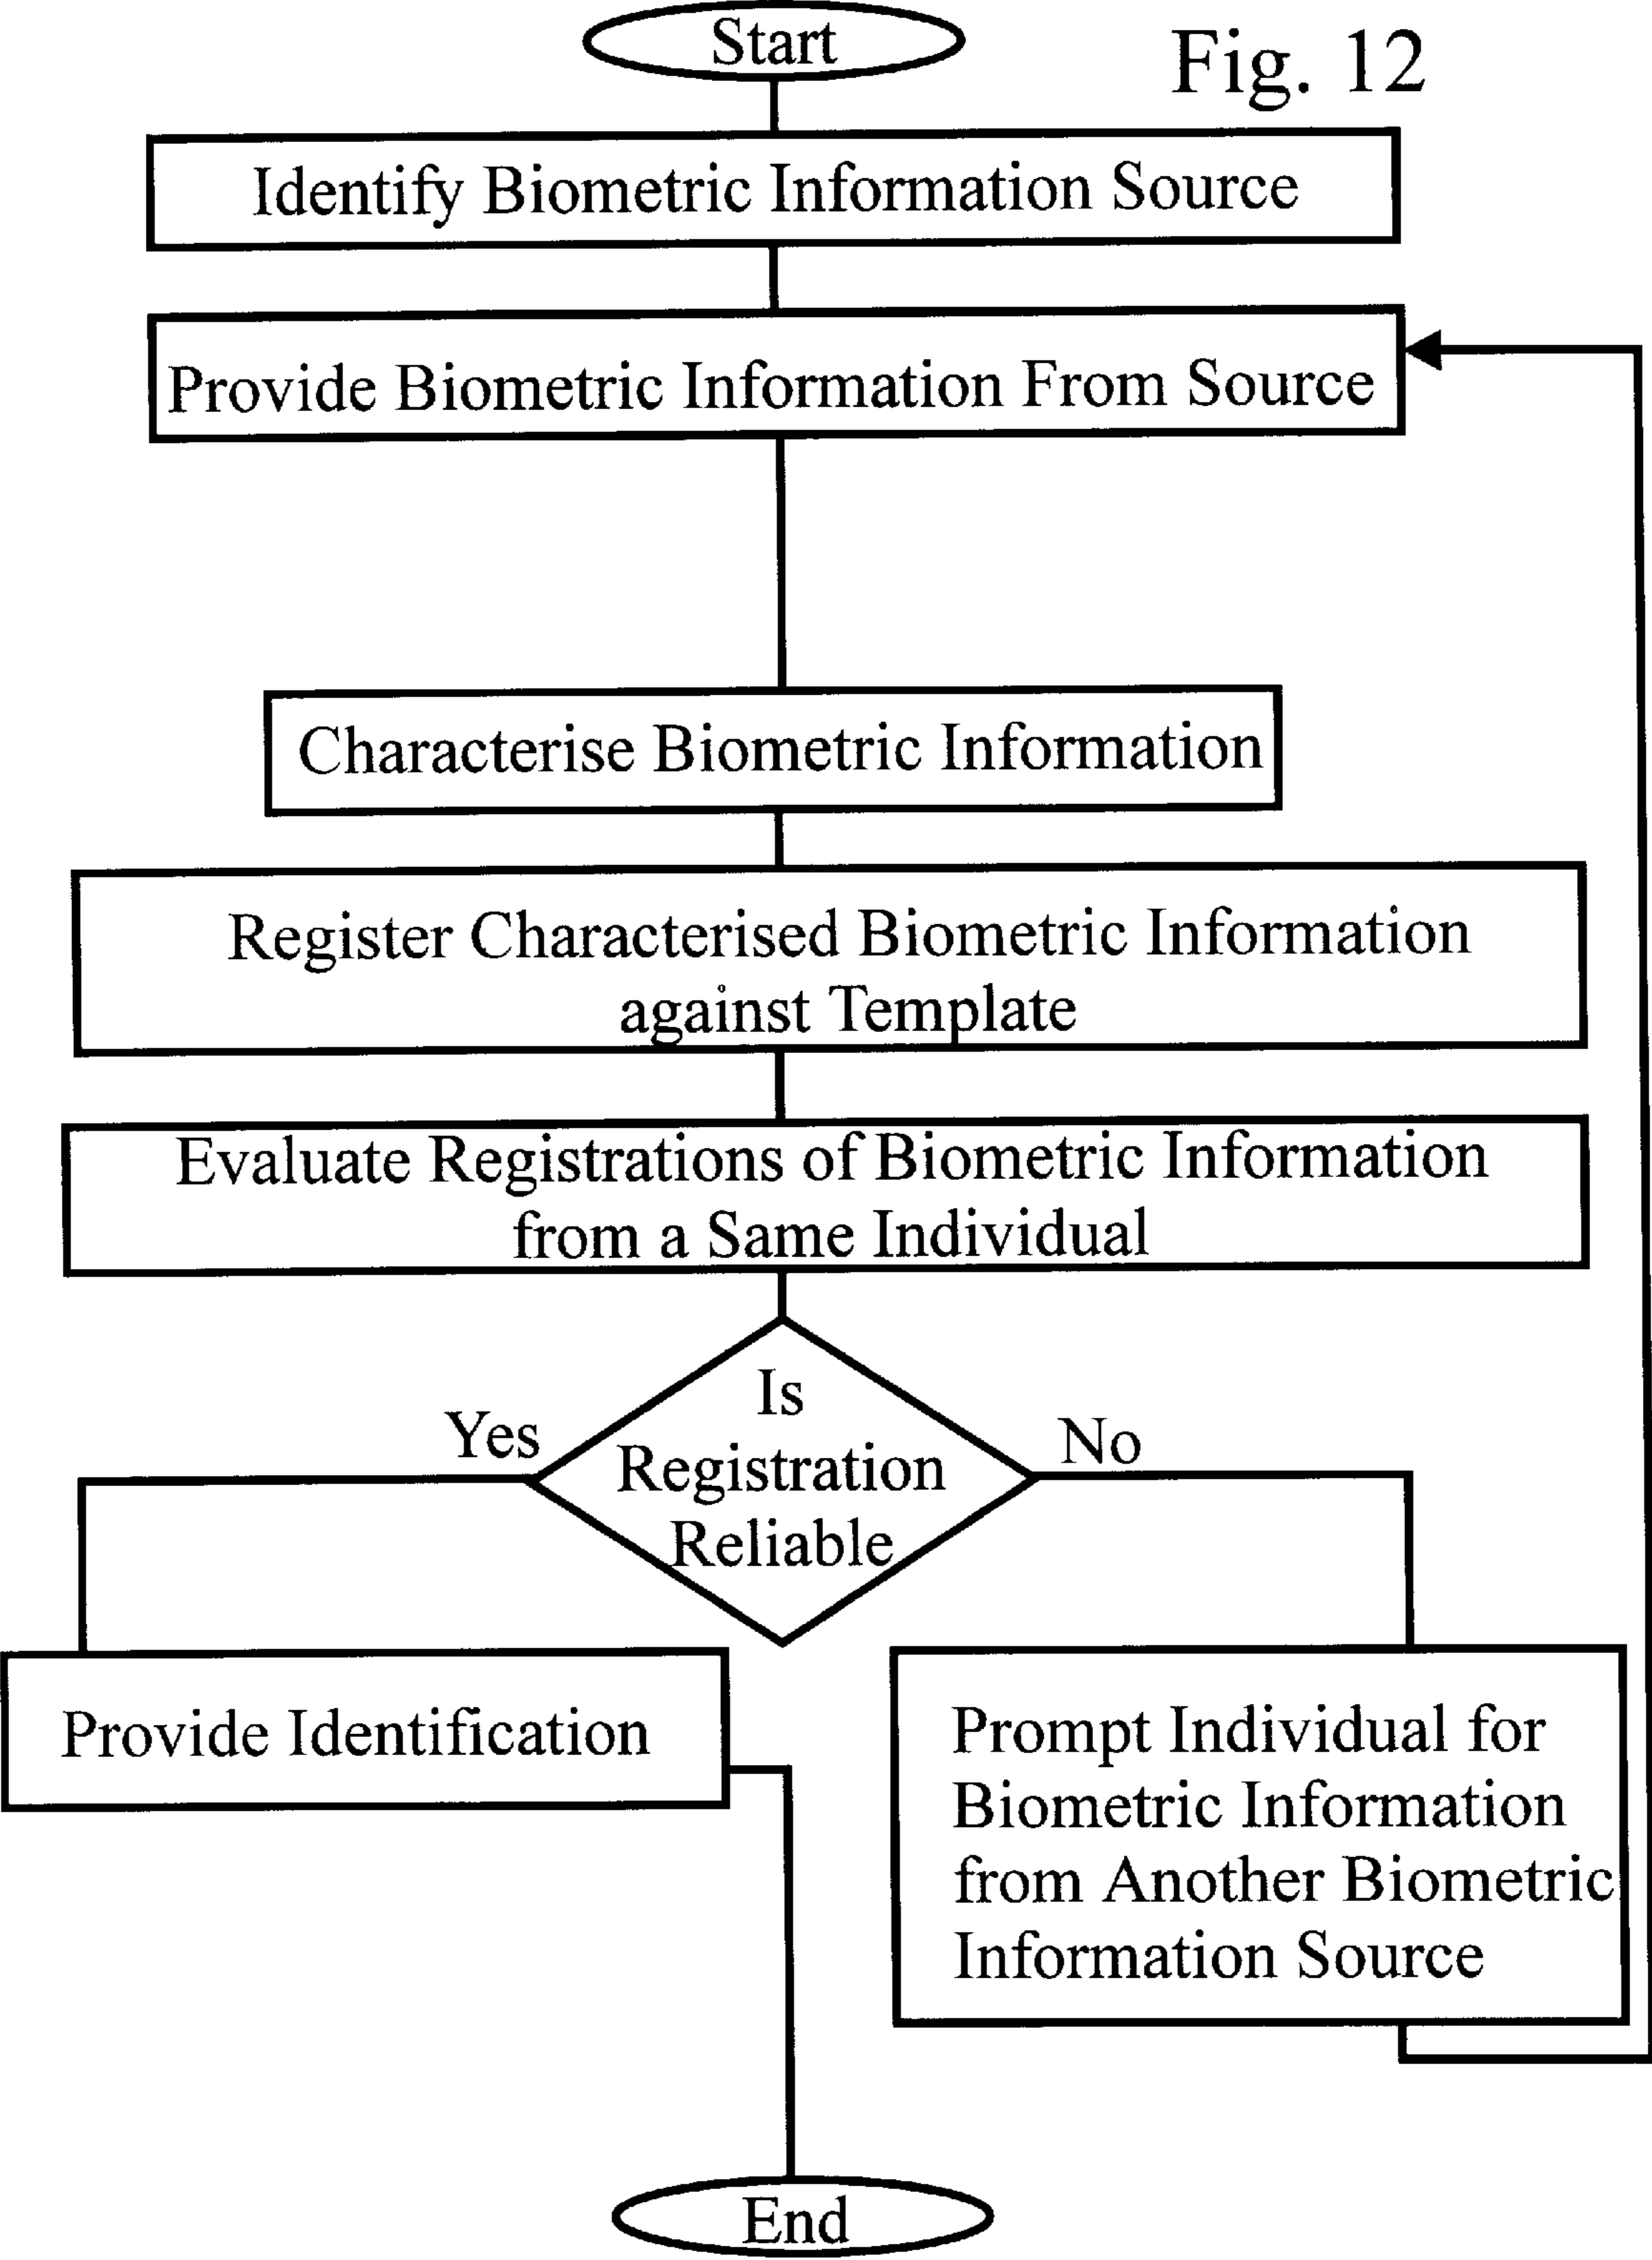 Start
Fig. 12
Identify Biometric Information Source
Provide Biometric Information From Source
Characterise Biometric Information
Register Characterised Biometric Information
against Template
Evaluate Registrations of Biometric Information
from a Same Individual
Is
Registration
Reliable
Yes
No
Provide Identification
Prompt Individual for
Biometric Information
from Another Biometric
Information Source
End